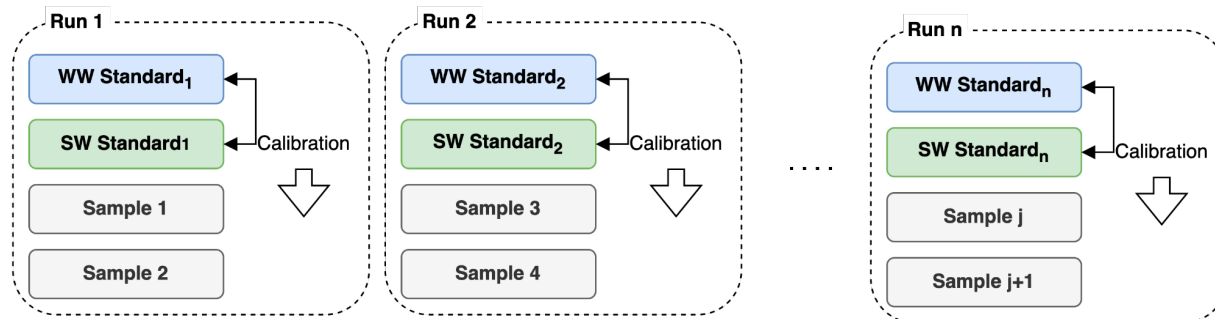 Run 1
WW Standard1
SW Standard1
Calibration
Sample 1
Sample 2
Run 2
WW Standard2
SW Standard2
Calibration
Sample 3
Sample 4
....
Run n
WW Standardn
SW Standardn
Calibration
Sample j
Sample j+1